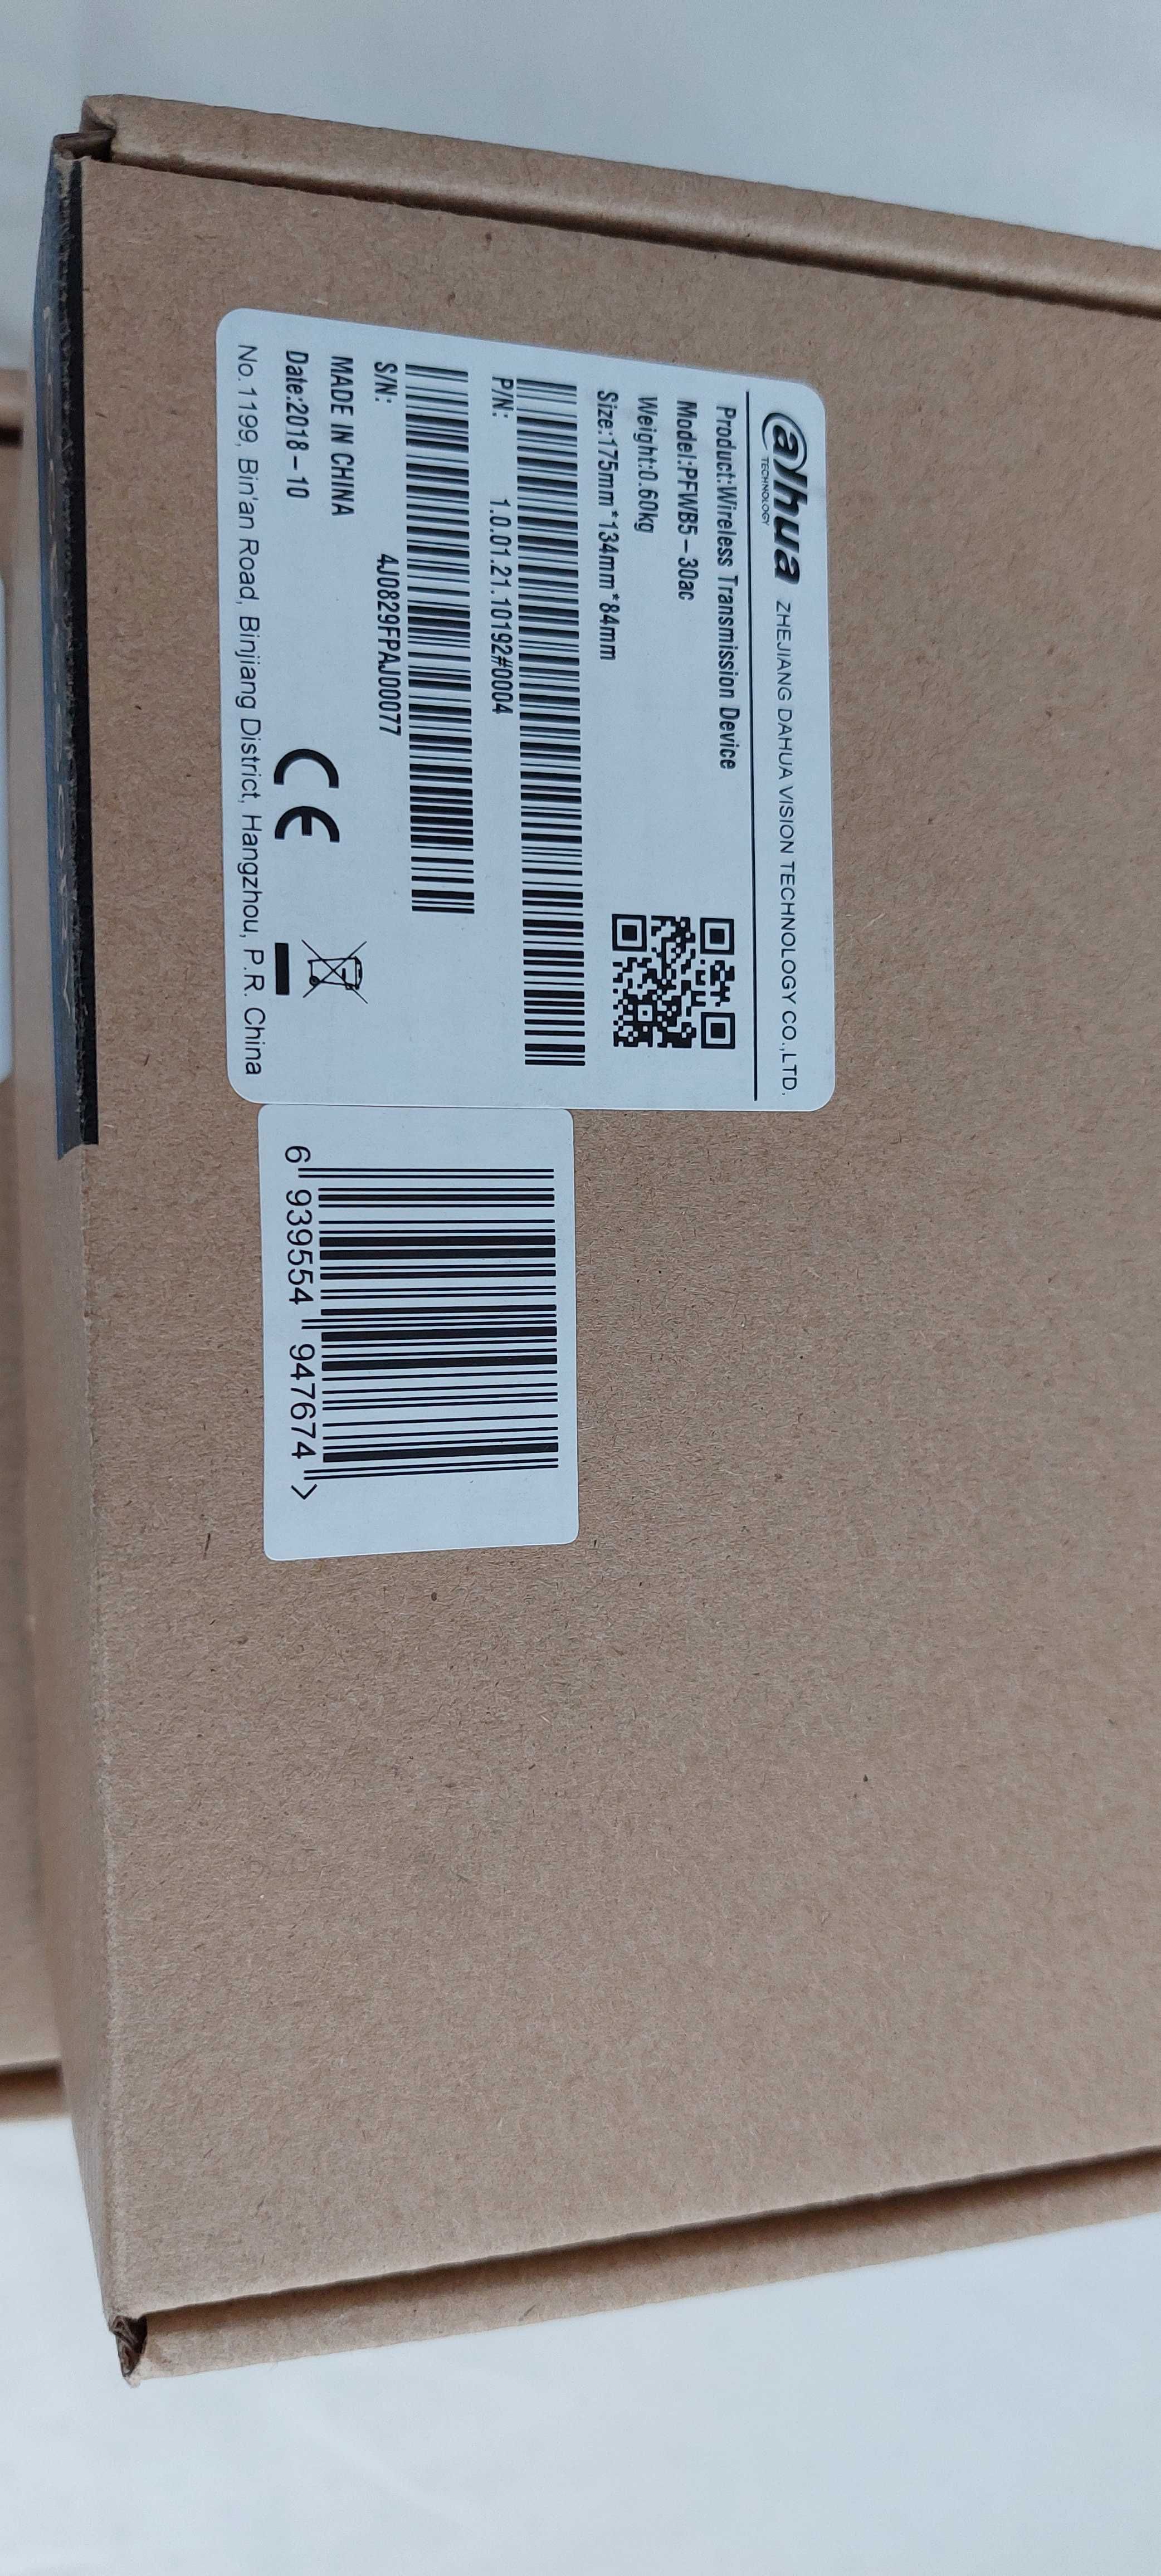 alhua
TECHNOLOGY
ZHEJIANG DAHUA VISION TECHNOLOGY CO.,LTD.
Product:Wireless Transmission Device
Model:PFWB5-30ac
Weight:0.60kg
Size:175mm*134mm*84mm
P/N: 1.0.01.21.10192#0004
S/N: 4J0829FPAJ00077
MADE IN CHINA
Date:2018-10
CE
No.1199, Bin'an Road, Binjiang District, Hangzhou, P.R. China
6 939554 947674 >